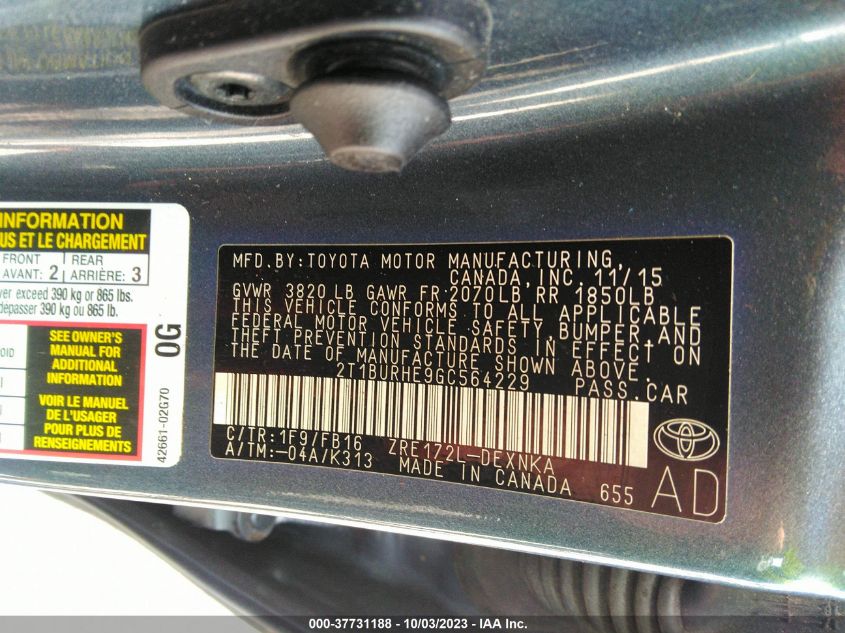 INFORMATION
US ET LE CHARGEMENT
FRONT
AVANT: 2
REAR
ARRIÈRE: 3
ver exceed 390 kg or 865 lbs.
dépasser 390 kg ou 865 lb.
SEE OWNER'S
MANUAL FOR
ADDITIONAL
INFORMATION
VOIR LE MANUEL
DE L'USAGER
POUR PLUS DE
RENSEIGNEMENTS
0G
42661-02G70
MFD.BY:TOYOTA MOTOR MANUFACTURING,
CANADA,INC. 11/15
GVWR 3820 LB GAWR FR 2070LB RR 1850LB
THIS VEHICLE CONFORMS TO ALL APPLICABLE
FEDERAL MOTOR VEHICLE SAFETY, BUMPER,AND
THEFT PREVENTION STANDARDS IN EFFECT ON
THE DATE OF MANUFACTURE SHOWN ABOVE.
2T1BURHE9GC564229 PASS.CAR
C/TR:1F9/FB16 ZRE172L-DEXNKA
A/TM:-04A/K313 MADE IN CANADA 655
AD
000-37731188 - 10/03/2023 - IAA Inc.